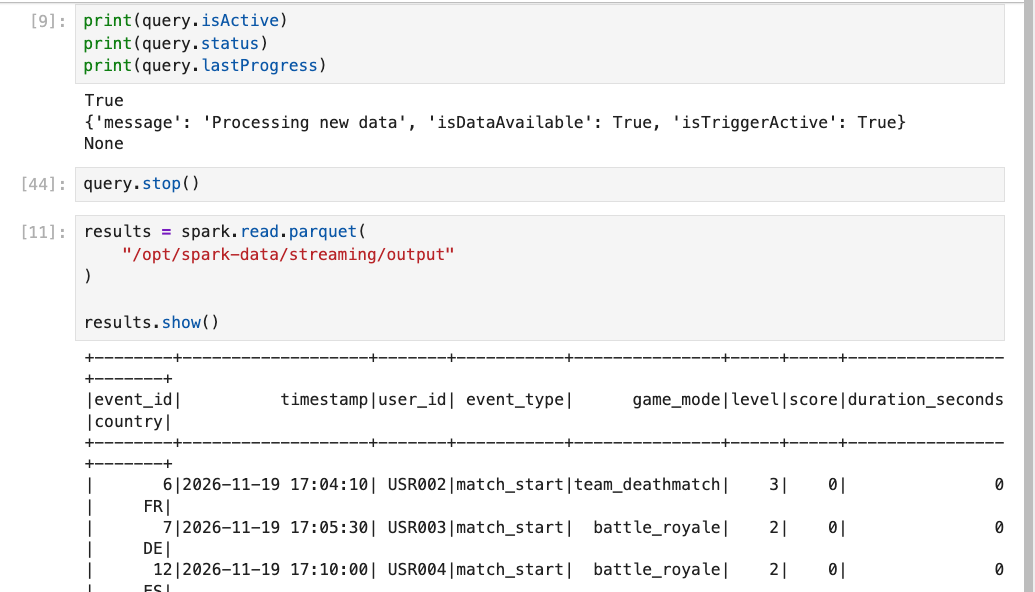 [9]: print(query.isActive)
print(query.status)
print(query.lastProgress)
True
{'message': 'Processing new data', 'isDataAvailable': True, 'isTriggerActive': True}
None
[44]: query.stop()
[11]: results = spark.read.parquet(
    "/opt/spark-data/streaming/output"
)
results.show()
+--------+-------------------+-------+-----------+---------------+-----+-----+----------------
+-------+
|event_id|          timestamp|user_id| event_type|      game_mode|level|score|duration_seconds
|country|
+--------+-------------------+-------+-----------+---------------+-----+-----+----------------
+-------+
|       6|2026-11-19 17:04:10| USR002|match_start|team_deathmatch|    3|    0|               0
|     FR|
|       7|2026-11-19 17:05:30| USR003|match_start|  battle_royale|    2|    0|               0
|     DE|
|      12|2026-11-19 17:10:00| USR004|match_start|  battle_royale|    2|    0|               0
|     ES|